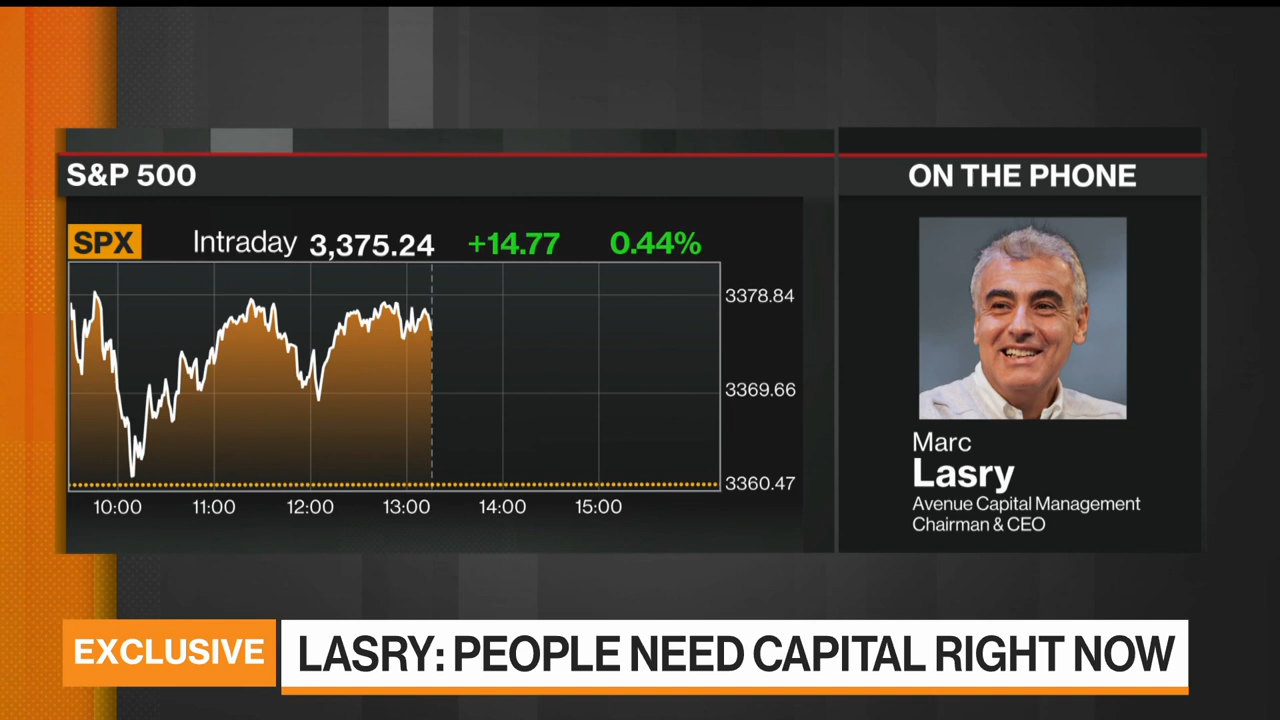 S&P 500
SPX Intraday 3,375.24 +14.77 0.44%
3378.84
3369.66
3360.47
10:00 11:00 12:00 13:00 14:00 15:00
ON THE PHONE
Marc
Lasry
Avenue Capital Management
Chairman & CEO
EXCLUSIVE
LASRY: PEOPLE NEED CAPITAL RIGHT NOW